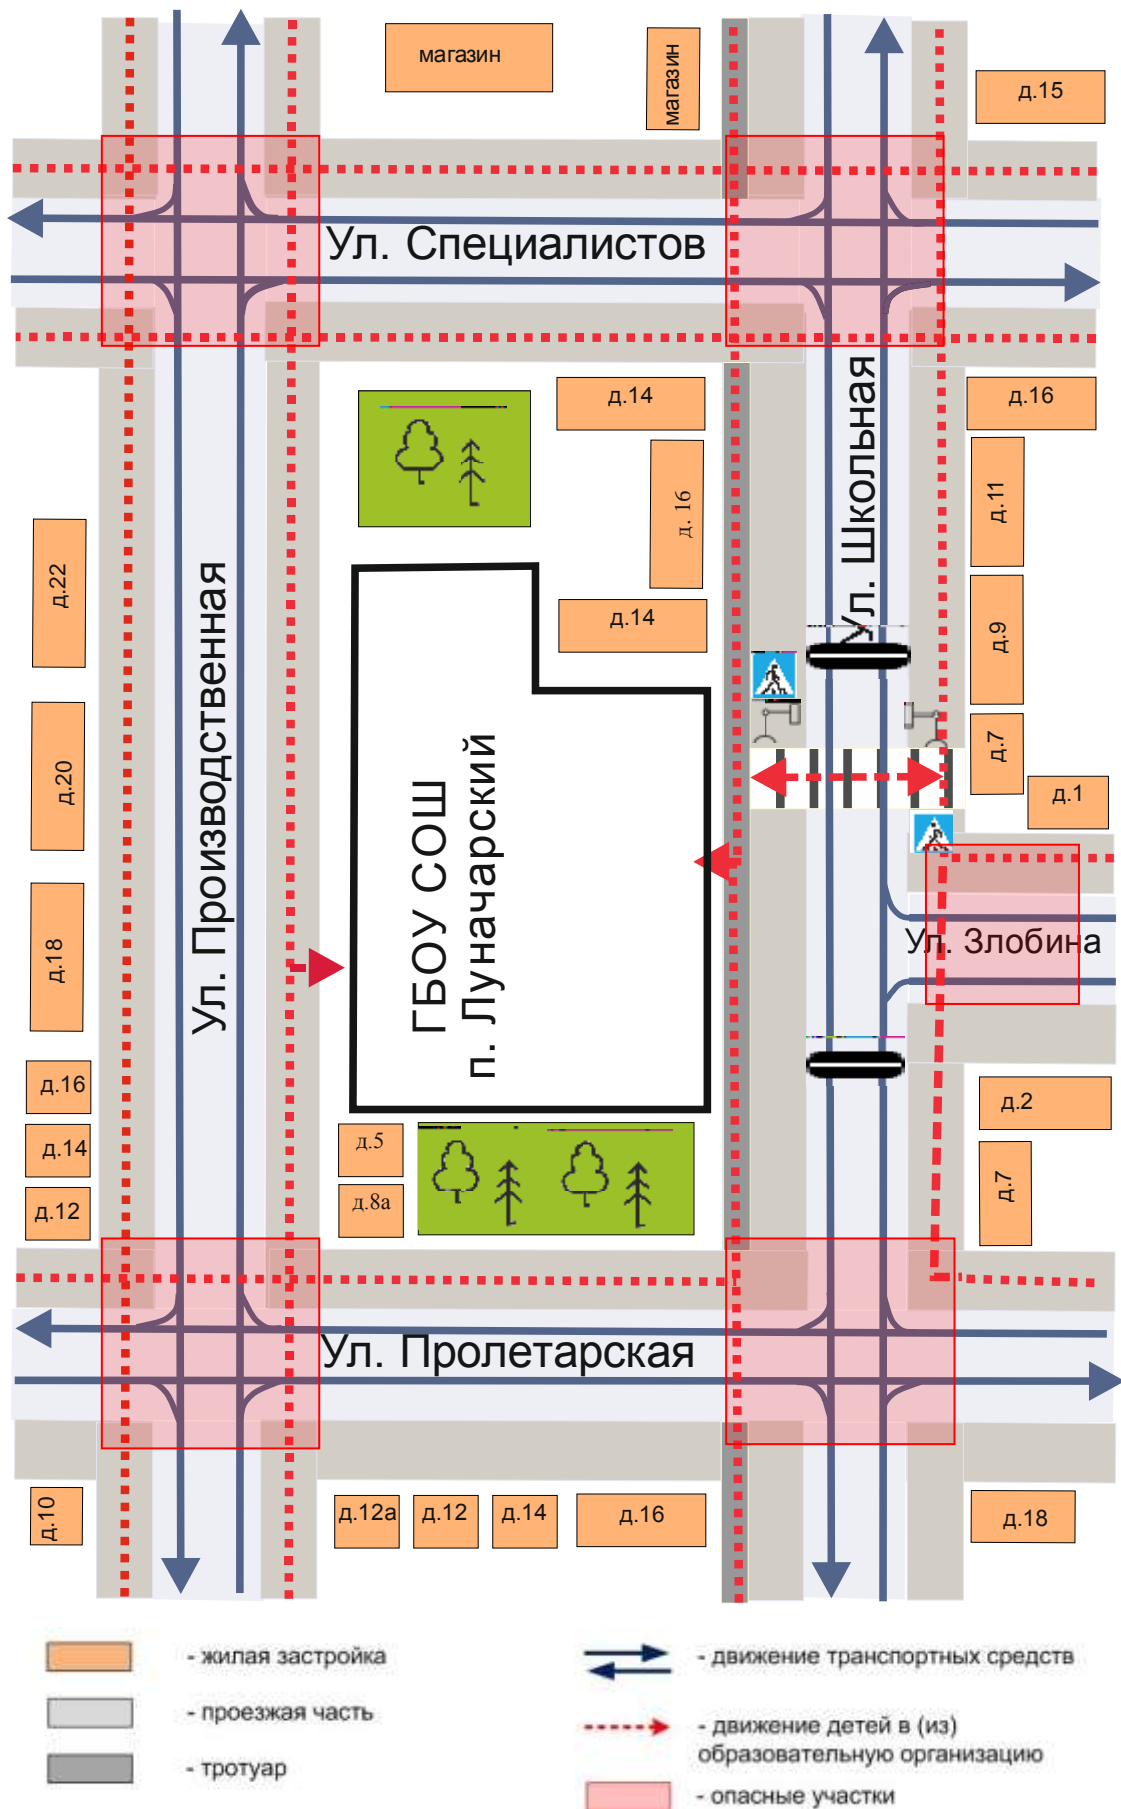 магазин
магазин
д.15
Ул. Специалистов
д.14
д.16
д. 16
д.11
Ул. Школьная
д.22
д.14
д.9
Ул. Производственная
д.20
д.7
д.1
ГБОУ СОШ
п. Луначарский
д.18
Ул. Злобина
д.16
д.2
д.14
д.5
д.7
д.12
д.8а
Ул. Пролетарская
д.10
д.12а
д.12
д.14
д.16
д.18
- жилая застройка
- проезжая часть
- тротуар
- движение транспортных средств
- движение детей в (из)
образовательную организацию
- опасные участки